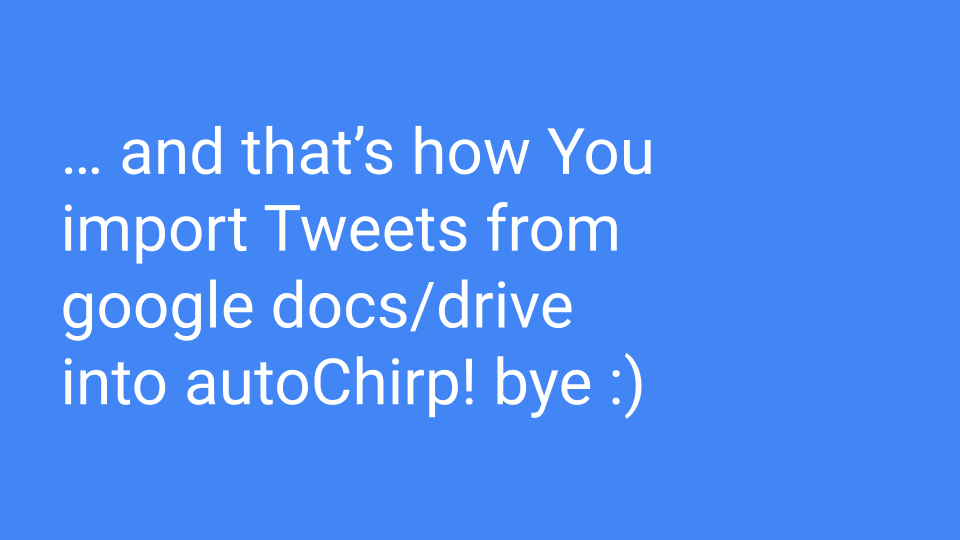 … and that’s how You
import Tweets from
google docs/drive
into autoChirp! bye :)